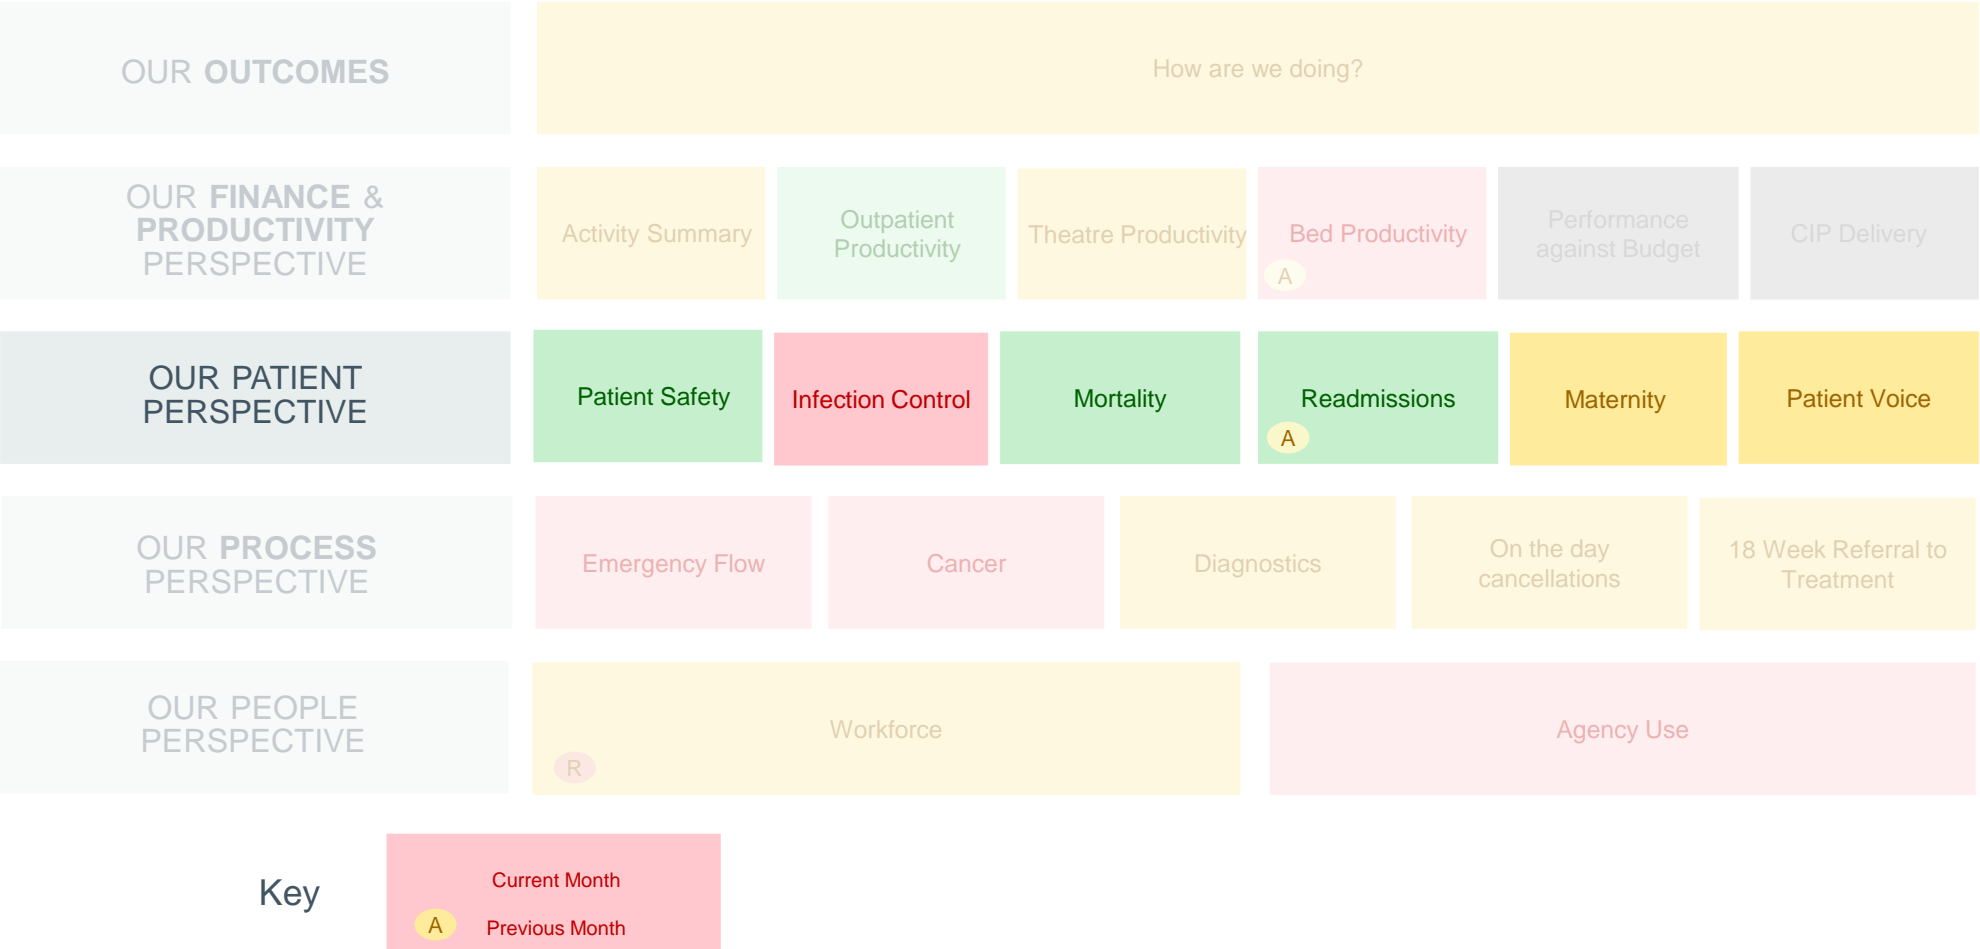 OUR OUTCOMES
How are we doing?
OUR FINANCE &
PRODUCTIVITY
PERSPECTIVE
Activity Summary
Outpatient
Productivity
Theatre Productivity
Bed Productivity
A
Performance
against Budget
CIP Delivery
OUR PATIENT
PERSPECTIVE
Patient Safety
Infection Control
Mortality
Readmissions
A
Maternity
Patient Voice
OUR PROCESS
PERSPECTIVE
Emergency Flow
Cancer
Diagnostics
On the day
cancellations
18 Week Referral to
Treatment
OUR PEOPLE
PERSPECTIVE
Workforce
R
Agency Use
Key
Current Month
A
Previous Month